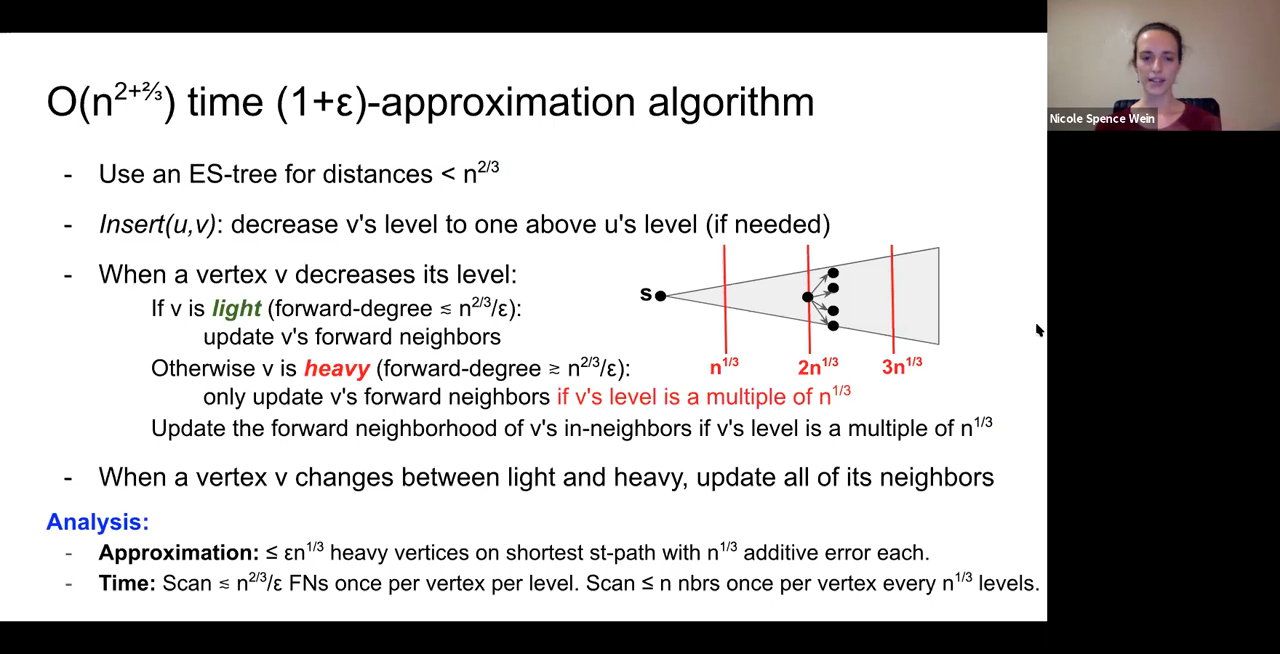 O(n^{2+⅔}) time (1+ε)-approximation algorithm
Nicole Spence Wein
- Use an ES-tree for distances < n^{2/3}
- Insert(u,v): decrease v's level to one above u's level (if needed)
- When a vertex v decreases its level:
If v is light (forward-degree ≲ n^{2/3}/ε):
update v's forward neighbors
Otherwise v is heavy (forward-degree ≳ n^{2/3}/ε):
only update v's forward neighbors if v's level is a multiple of n^{1/3}
Update the forward neighborhood of v's in-neighbors if v's level is a multiple of n^{1/3}
s
n^{1/3} 2n^{1/3} 3n^{1/3}
- When a vertex v changes between light and heavy, update all of its neighbors
Analysis:
- Approximation: ≤ εn^{1/3} heavy vertices on shortest st-path with n^{1/3} additive error each.
- Time: Scan ≲ n^{2/3}/ε FNs once per vertex per level. Scan ≤ n nbrs once per vertex every n^{1/3} levels.